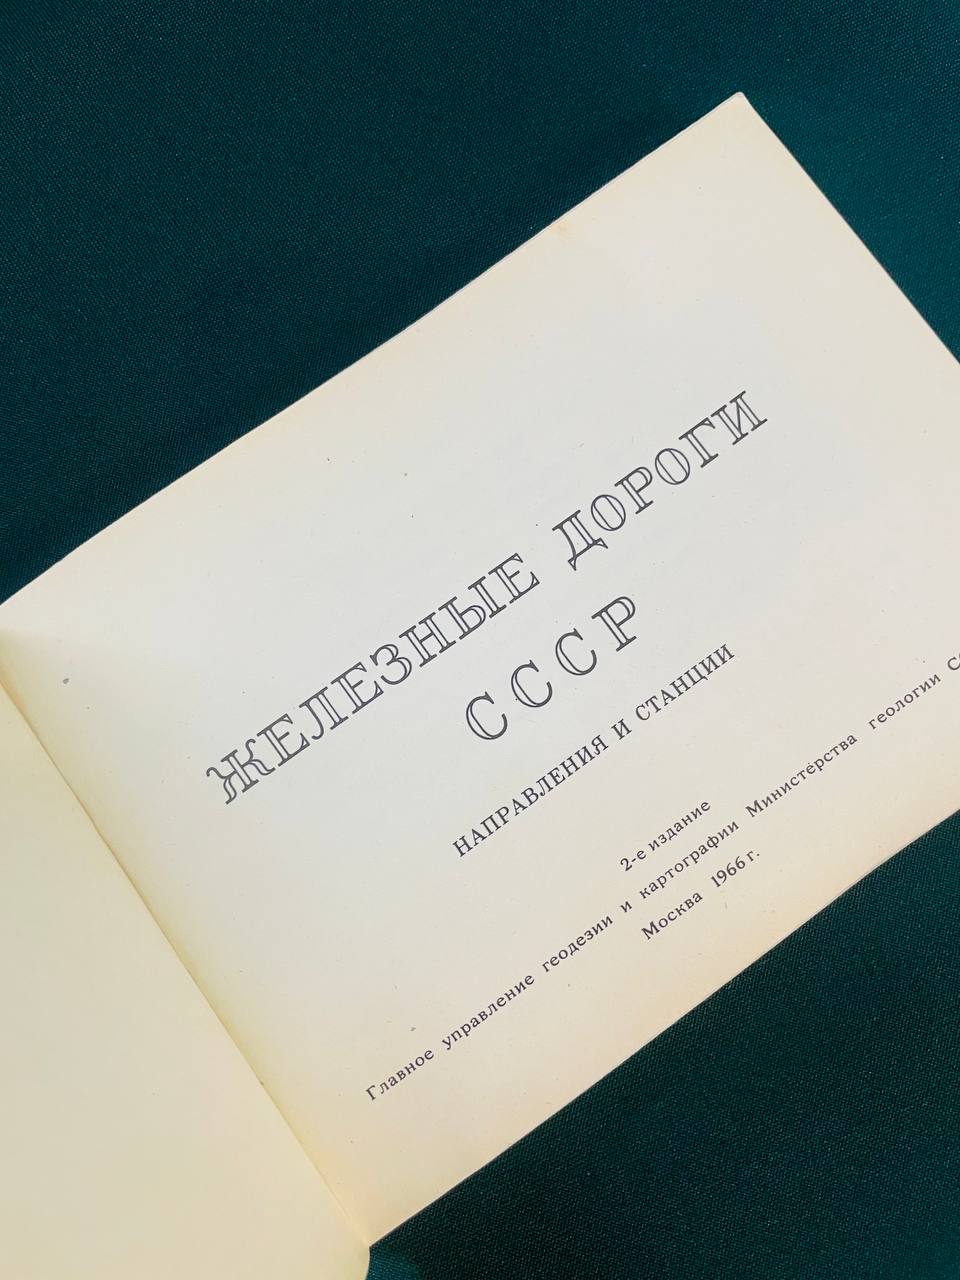 ЖЕЛЕЗНЫЕ ДОРОГИ
СССР
НАПРАВЛЕНИЯ И СТАНЦИИ
2-е издание
Главное управление геодезии и картографии Министерства геологии
Москва 1966 г.